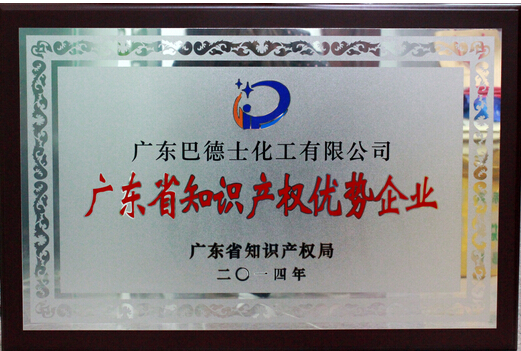 广东巴德士化工有限公司
广东省知识产权优势企业
广东省知识产权局
二〇一四年